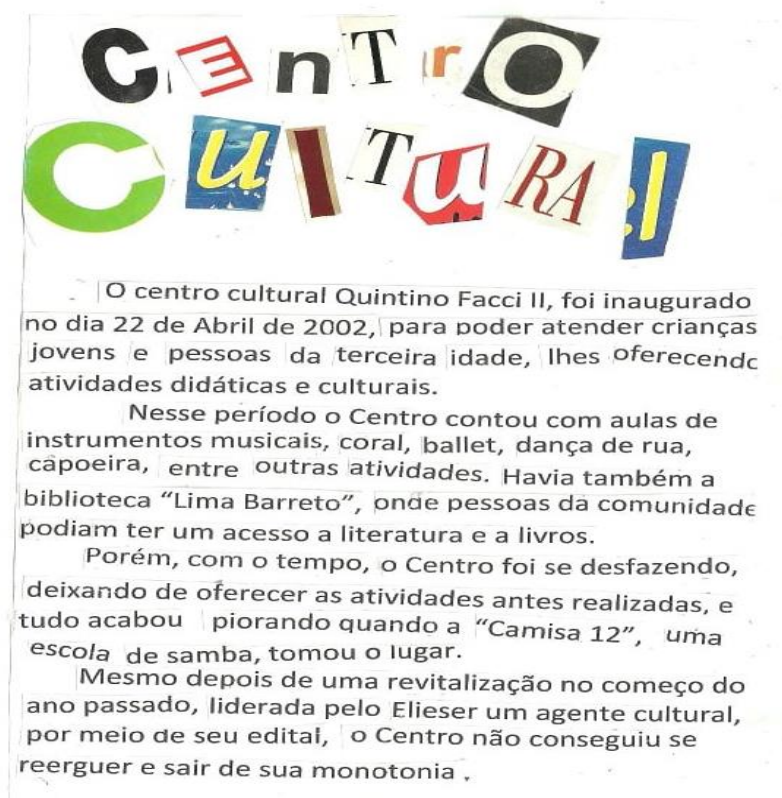 CEnTrO
CulTuRAl
O centro cultural Quintino Facci II, foi inaugurado
no dia 22 de Abril de 2002, para poder atender crianças
jovens e pessoas da terceira idade, lhes oferecendo
atividades didáticas e culturais.
Nesse período o Centro contou com aulas de
instrumentos musicais, coral, ballet, dança de rua,
capoeira, entre outras atividades. Havia também a
biblioteca “Lima Barreto”, onde pessoas da comunidade
podiam ter um acesso a literatura e a livros.
Porém, com o tempo, o Centro foi se desfazendo,
deixando de oferecer as atividades antes realizadas, e
tudo acabou piorando quando a “Camisa 12”, uma
escola de samba, tomou o lugar.
Mesmo depois de uma revitalização no começo do
ano passado, liderada pelo Elieser um agente cultural,
por meio de seu edital, o Centro não conseguiu se
reerguer e sair de sua monotonia .